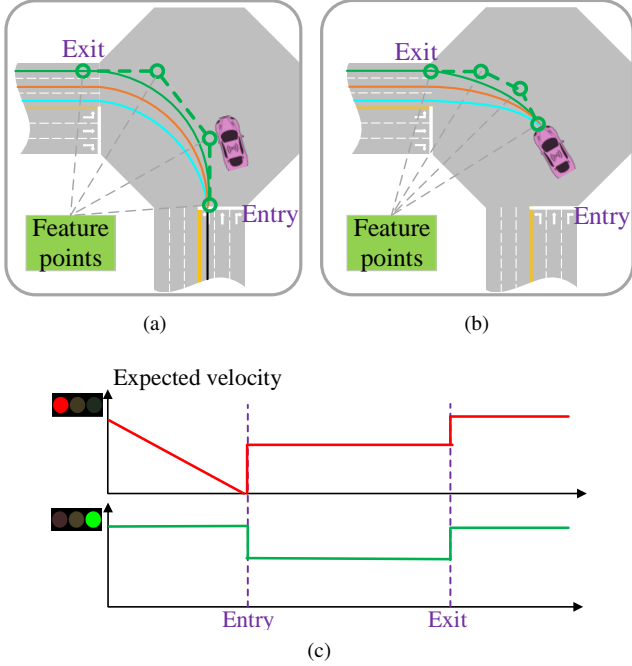 Exit
Entry
Feature
points
(a)
Exit
Entry
Feature
points
(b)
Expected velocity
Entry
Exit
(c)